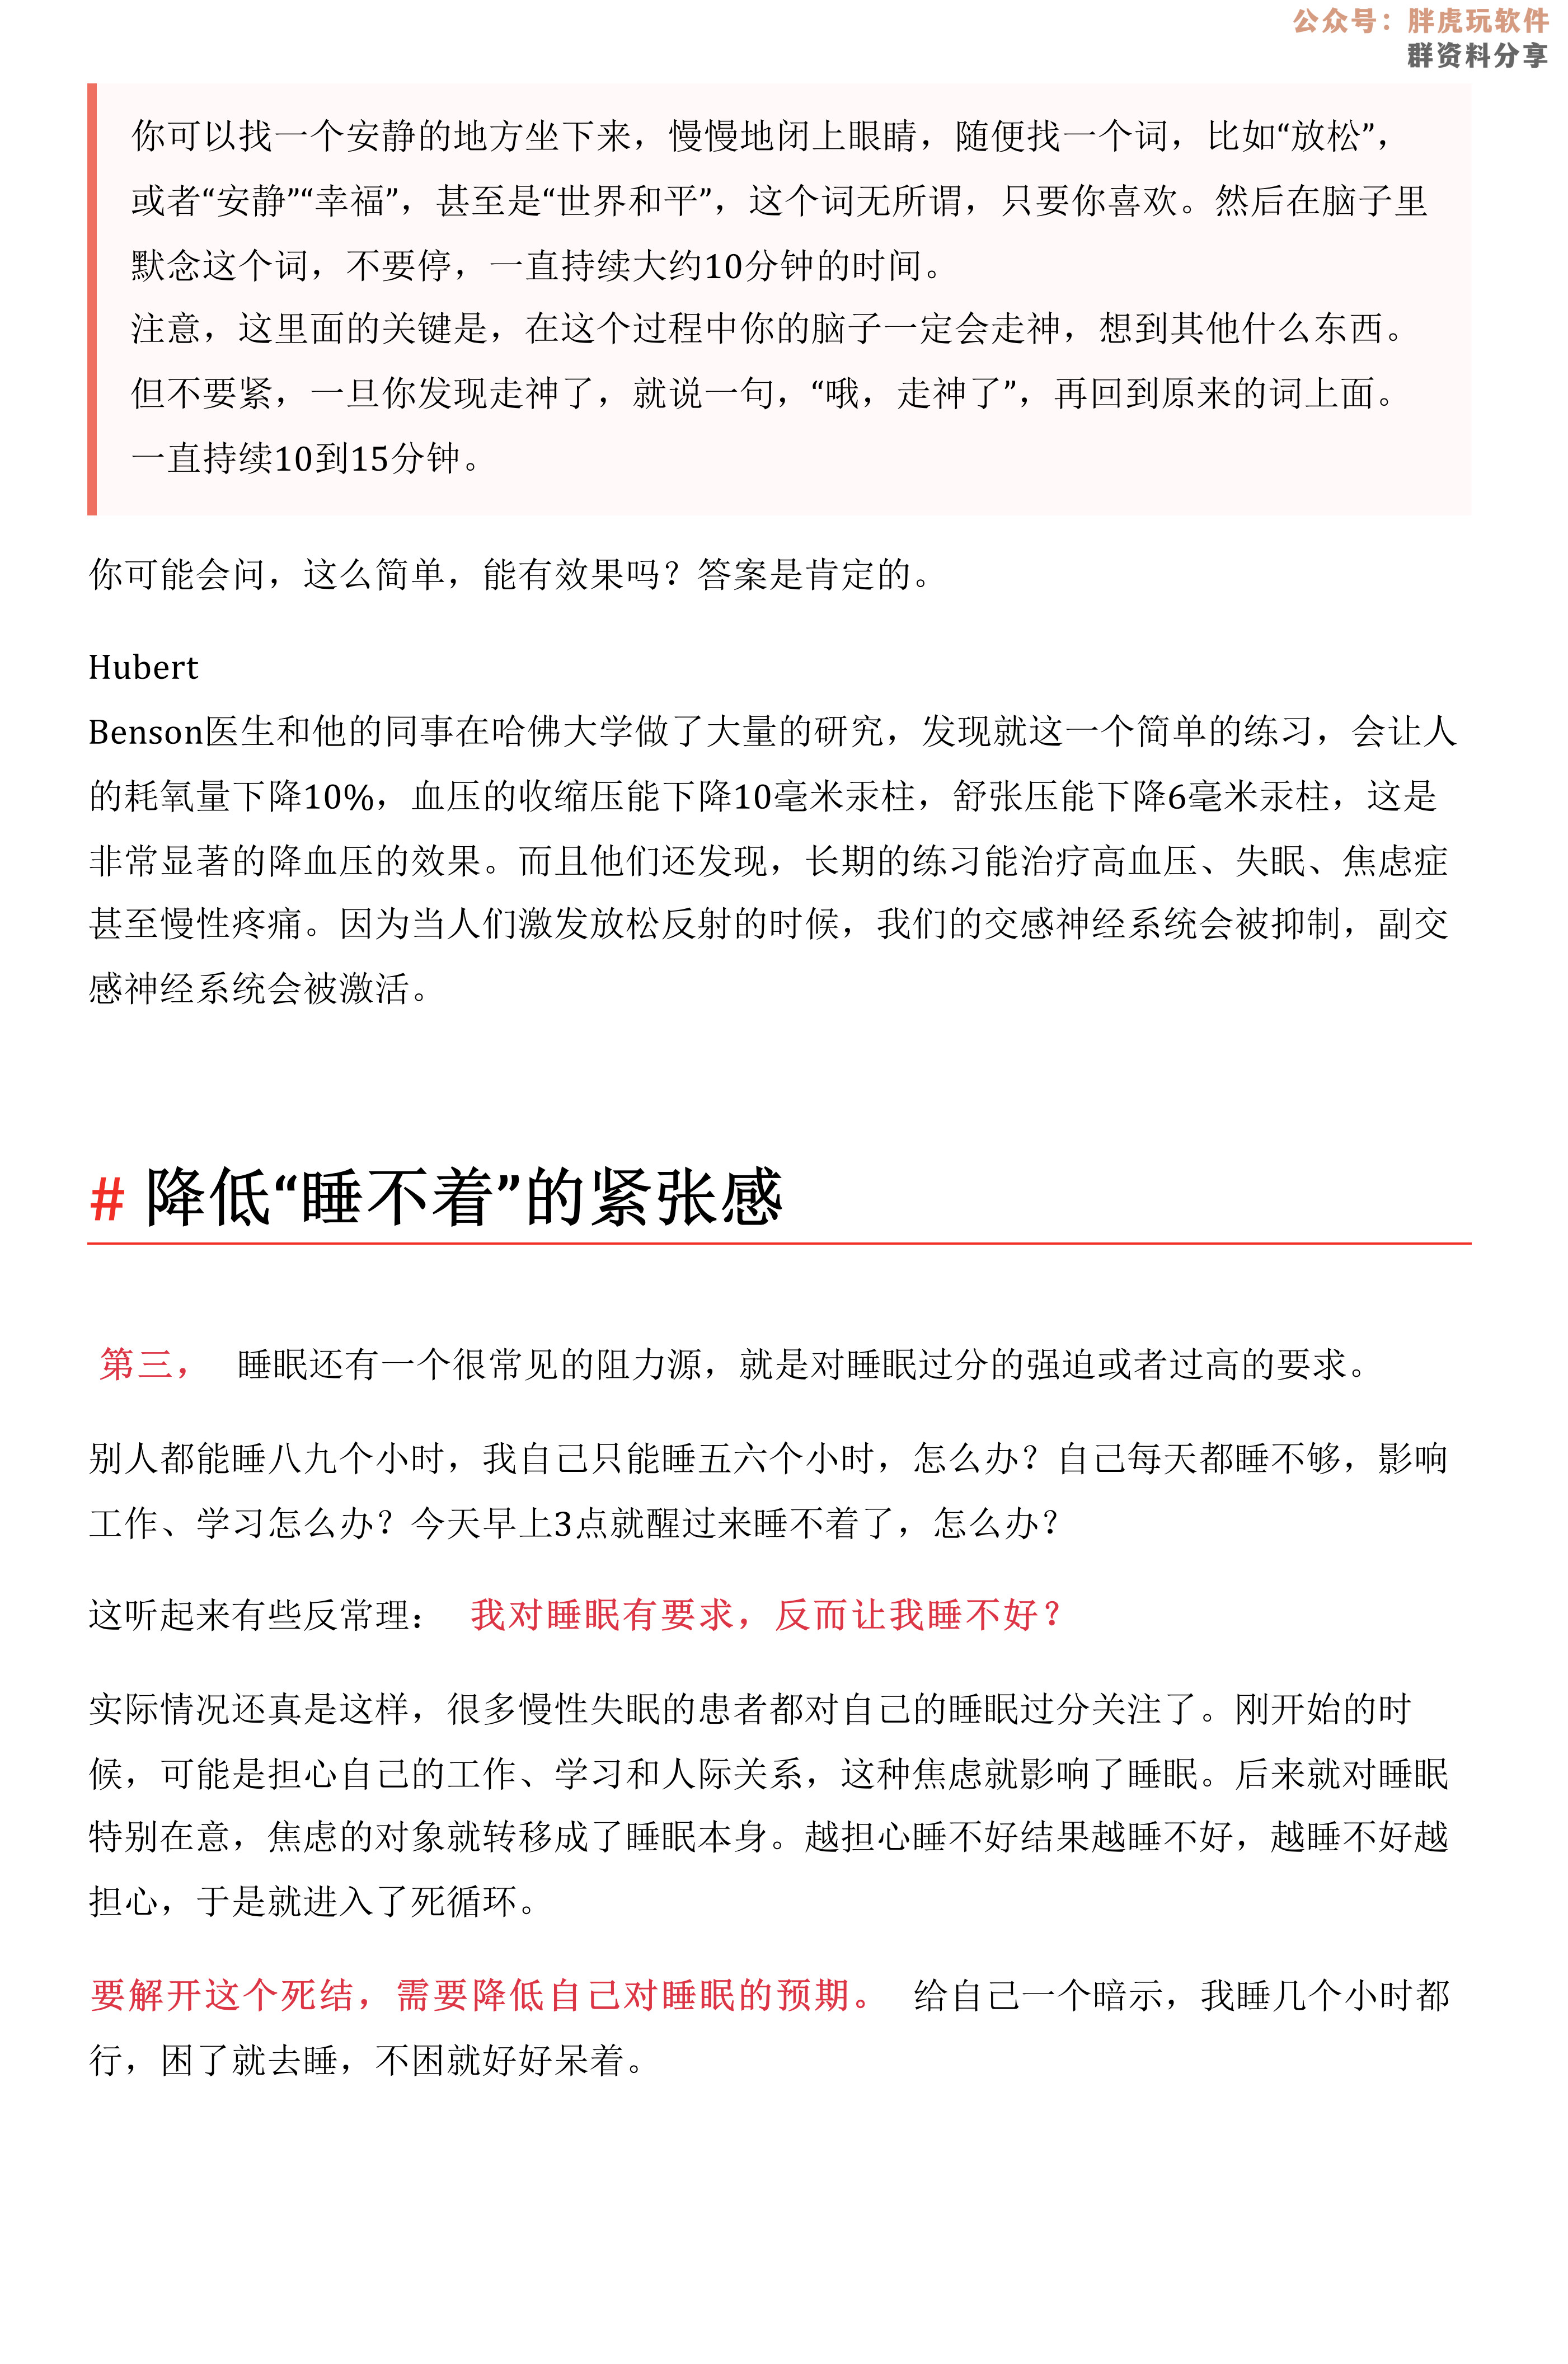 公众号：胖虎玩软件
群资料分享
你可以找一个安静的地方坐下来，慢慢地闭上眼睛，随便找一个词，比如“放松”，
或者“安静”“幸福”，甚至是“世界和平”，这个词无所谓，只要你喜欢。然后在脑子里
默念这个词，不要停，一直持续大约10分钟的时间。
注意，这里面的关键是，在这个过程中你的脑子一定会走神，想到其他什么东西。
但不要紧，一旦你发现走神了，就说一句，“哦，走神了”，再回到原来的词上面。
一直持续10到15分钟。
你可能会问，这么简单，能有效果吗？答案是肯定的。
Hubert
Benson医生和他的同事在哈佛大学做了大量的研究，发现就这一个简单的练习，会让人
的耗氧量下降10%，血压的收缩压能下降10毫米汞柱，舒张压能下降6毫米汞柱，这是
非常显著的降血压的效果。而且他们还发现，长期的练习能治疗高血压、失眠、焦虑症
甚至慢性疼痛。因为当人们激发放松反射的时候，我们的交感神经系统会被抑制，副交
感神经系统会被激活。
# 降低“睡不着”的紧张感
第三， 睡眠还有一个很常见的阻力源，就是对睡眠过分的强迫或者过高的要求。
别人都能睡八九个小时，我自己只能睡五六个小时，怎么办？自己每天都睡不够，影响
工作、学习怎么办？今天早上3点就醒过来睡不着了，怎么办？
这听起来有些反常理： 我对睡眠有要求，反而让我睡不好？
实际情况还真是这样，很多慢性失眠的患者都对自己的睡眠过分关注了。刚开始的时
候，可能是担心自己的工作、学习和人际关系，这种焦虑就影响了睡眠。后来就对睡眠
特别在意，焦虑的对象就转移成了睡眠本身。越担心睡不好结果越睡不好，越睡不好越
担心，于是就进入了死循环。
要解开这个死结，需要降低自己对睡眠的预期。 给自己一个暗示，我睡几个小时都
行，困了就去睡，不困就好好呆着。